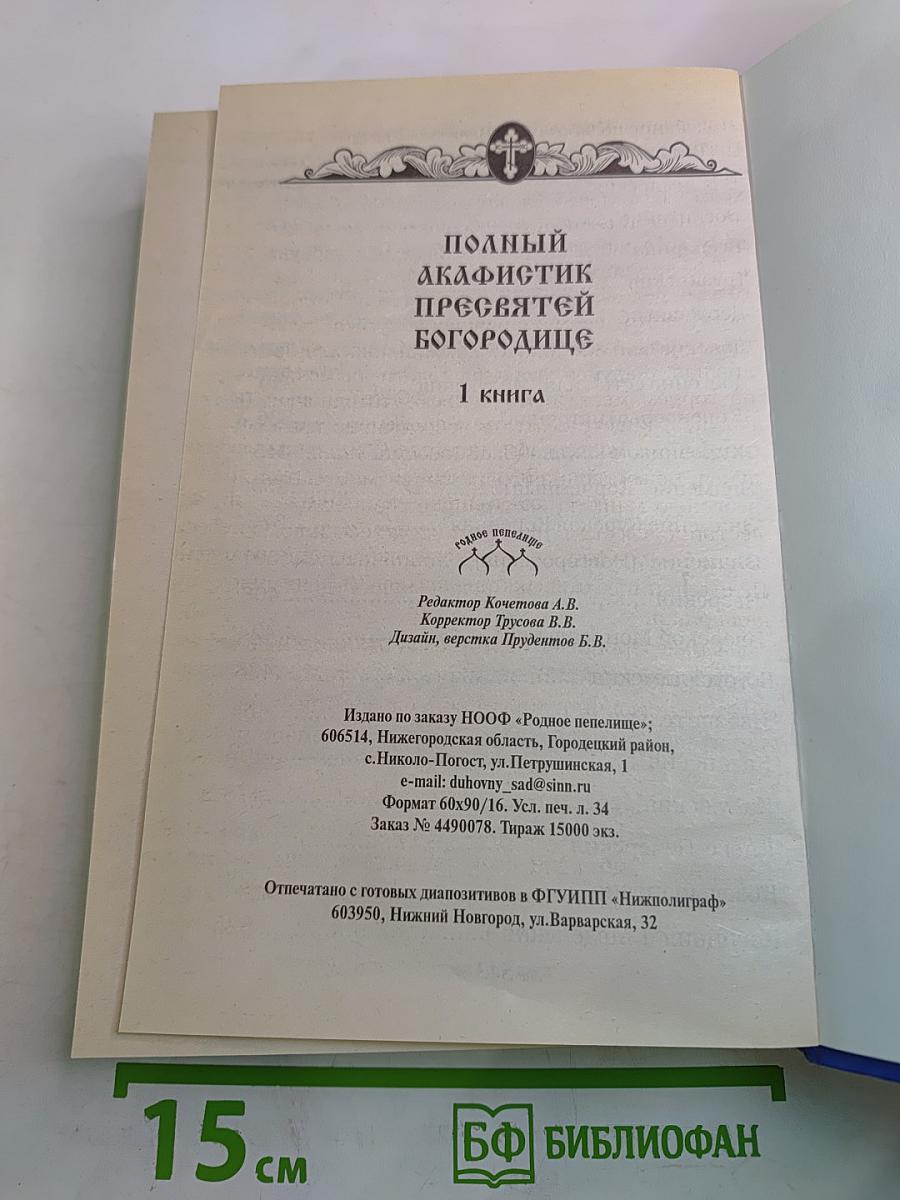 ПОЛНЫЙ
АКАФИСТИК
ПРЕСВЯТЕЙ
БОГОРОДИЦЕ
1 КНИГА
РОДНОЕ ПЕПЕЛИЩЕ
Редактор Кочетова А.В.
Корректор Трусова В.В.
Дизайн, верстка Прудентов Б.В.
Издано по заказу НООФ «Родное пепелище»;
606514, Нижегородская область, Городецкий район,
с.Николо-Погост, ул.Петрушинская, 1
e-mail: duhovny_sad@sinn.ru
Формат 60x90/16. Усл. печ. л. 34
Заказ № 4490078. Тираж 15000 экз.
Отпечатано с готовых диапозитивов в ФГУИПП «Нижполиграф»
603950, Нижний Новгород, ул.Варварская, 32
15 см
БФ БИБЛИОФАН